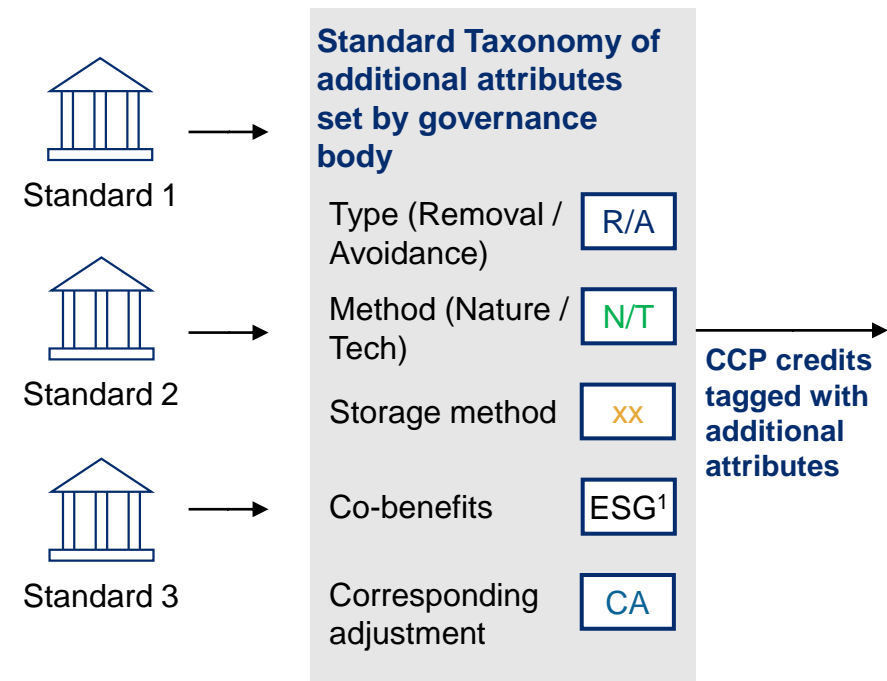 Standard 1
Standard 2
Standard 3
Standard Taxonomy of
additional attributes
set by governance
body
Type (Removal /
Avoidance)
R/A
Method (Nature /
Tech)
N/T
Storage method
xx
Co-benefits
ESG¹
Corresponding
adjustment
CA
CCP credits
tagged with
additional
attributes